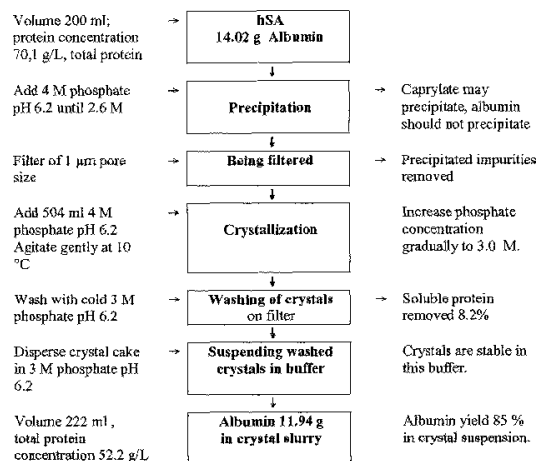 Volume 200 ml;
protein concentration
70,1 g/L, total protein
hSA
14.02 g Albumin
Add 4 M phosphate
pH 6.2 until 2.6 M
Precipitation
Caprylate may
precipitate, albumin
should not precipitate
Filter of 1 µm pore
size
Being filtered
Precipitated impurities
removed
Add 504 ml 4 M
phosphate pH 6.2
Agitate gently at 10
°C
Crystallization
Increase phosphate
concentration
gradually to 3.0 M.
Wash with cold 3 M
phosphate pH 6.2
Washing of crystals
on filter
Soluble protein
removed 8.2%
Disperse crystal cake
in 3 M phosphate pH
6.2
Suspending washed
crystals in buffer
Crystals are stable in
this buffer.
Volume 222 ml ,
total protein
concentration 52.2 g/L
Albumin 11.94 g
in crystal slurry
Albumin yield 85 %
in crystal suspension.